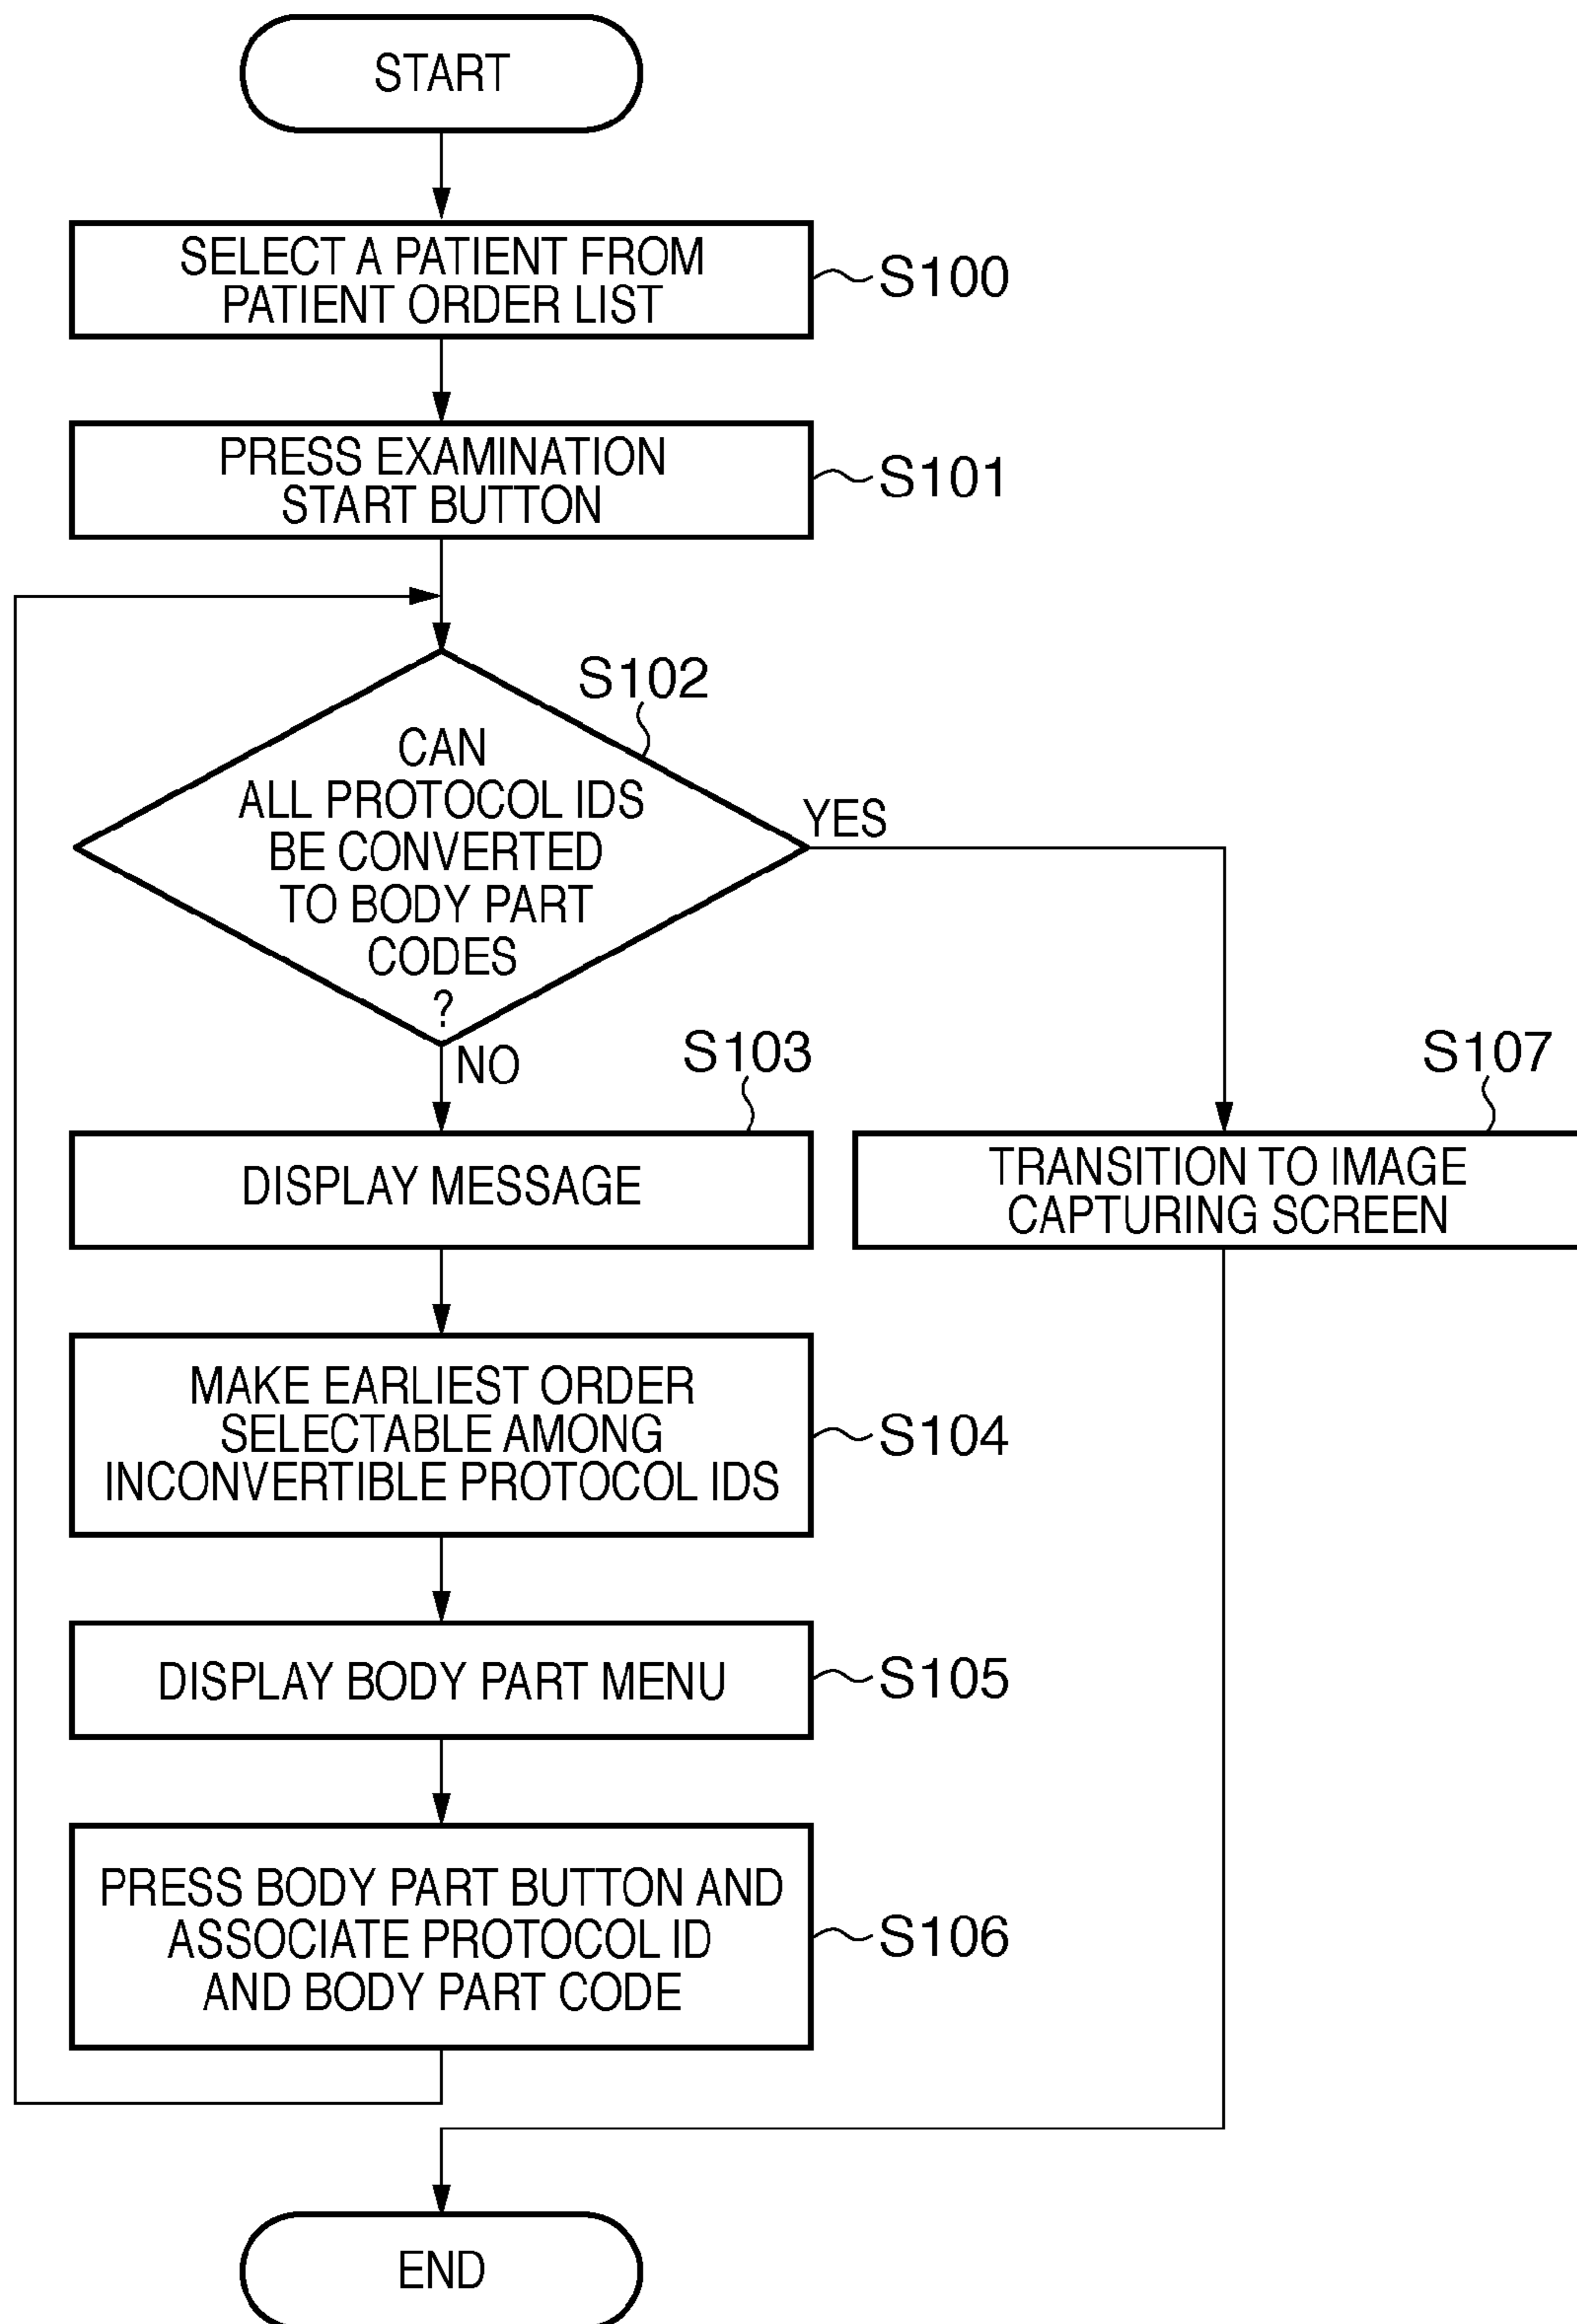 START
SELECT A PATIENT FROM
PATIENT ORDER LIST
S100
PRESS EXAMINATION
START BUTTON
S101
S102
CAN
ALL PROTOCOL IDS
BE CONVERTED
TO BODY PART
CODES
?
YES
NO
S103
DISPLAY MESSAGE
S107
TRANSITION TO IMAGE
CAPTURING SCREEN
MAKE EARLIEST ORDER
SELECTABLE AMONG
INCONVERTIBLE PROTOCOL IDS
S104
DISPLAY BODY PART MENU
S105
PRESS BODY PART BUTTON AND
ASSOCIATE PROTOCOL ID
AND BODY PART CODE
S106
END